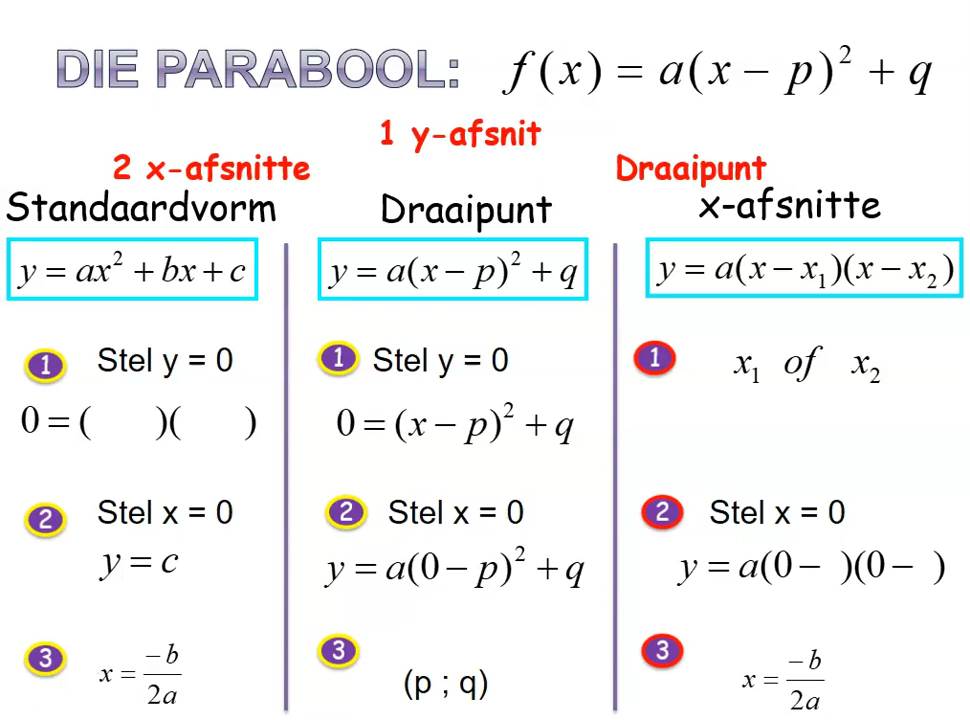 DIE PARABOOL: f(x) = a(x − p)² + q
1 y-afsnit
2 x-afsnitte
Draaipunt
Standaardvorm
Draaipunt
x-afsnitte
y = ax² + bx + c
y = a(x − p)² + q
y = a(x − x₁)(x − x₂)
1 Stel y = 0
0 = ( )( )
1 Stel y = 0
0 = (x − p)² + q
1 x₁ of x₂
2 Stel x = 0
y = c
2 Stel x = 0
y = a(0 − p)² + q
2 Stel x = 0
y = a(0 − )(0 − )
3 x = −b/2a
3 (p ; q)
3 x = −b/2a